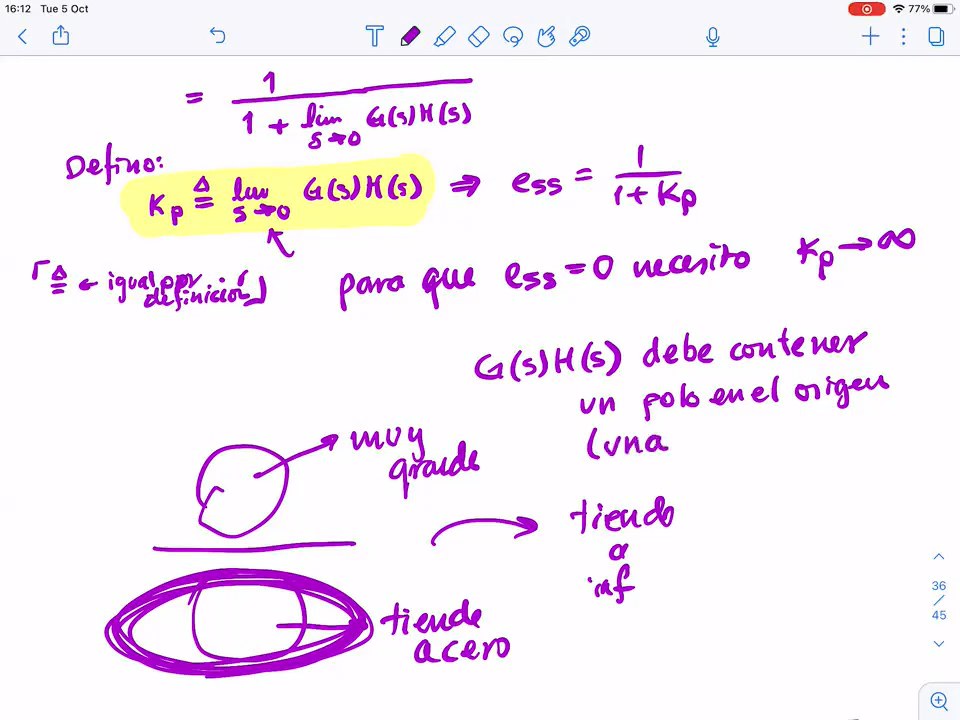 16:12 Tue 5 Oct
77%
= 1 / (1 + lim s→0 G(s)H(s))
Defino:
Kp ≜ lim s→0 G(s)H(s) ⇒ ess = 1 / (1 + Kp)
[≜ ← igual por
definición]
para que ess = 0 necesito Kp → ∞
G(s)H(s) debe contener
un polo en el origen
(una
muy
grande
tiendo
a
inf
tiende
a cero
36
/
45